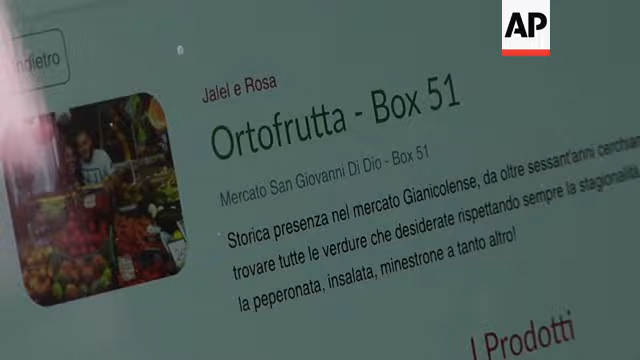 AP
ndietro
Jalel e Rosa
Ortofrutta - Box 51
Mercato San Giovanni Di Dio - Box 51
Storica presenza nel mercato Gianicolense, da oltre sessant'anni cerchian
trovare tutte le verdure che desiderate rispettando sempre la stagionalità
la peperonata, insalata, minestrone a tanto altro!
I Prodotti